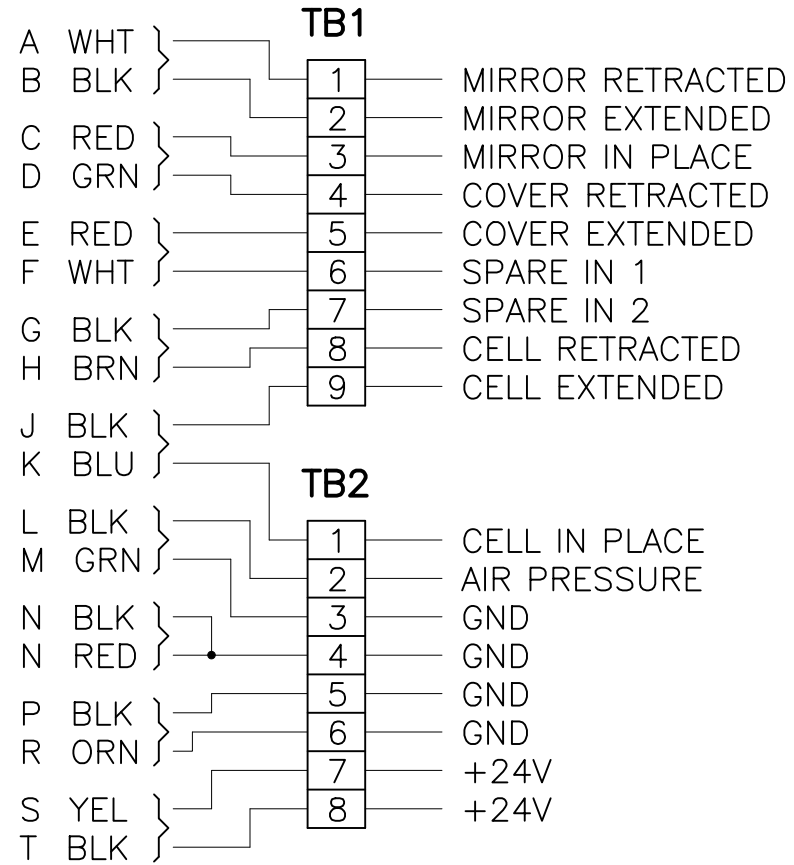 TB1
A WHT
B BLK
C RED
D GRN
E RED
F WHT
G BLK
H BRN
J BLK
K BLU
L BLK
M GRN
N BLK
N RED
P BLK
R ORN
S YEL
T BLK
1 MIRROR RETRACTED
2 MIRROR EXTENDED
3 MIRROR IN PLACE
4 COVER RETRACTED
5 COVER EXTENDED
6 SPARE IN 1
7 SPARE IN 2
8 CELL RETRACTED
9 CELL EXTENDED
TB2
1 CELL IN PLACE
2 AIR PRESSURE
3 GND
4 GND
5 GND
6 GND
7 +24V
8 +24V